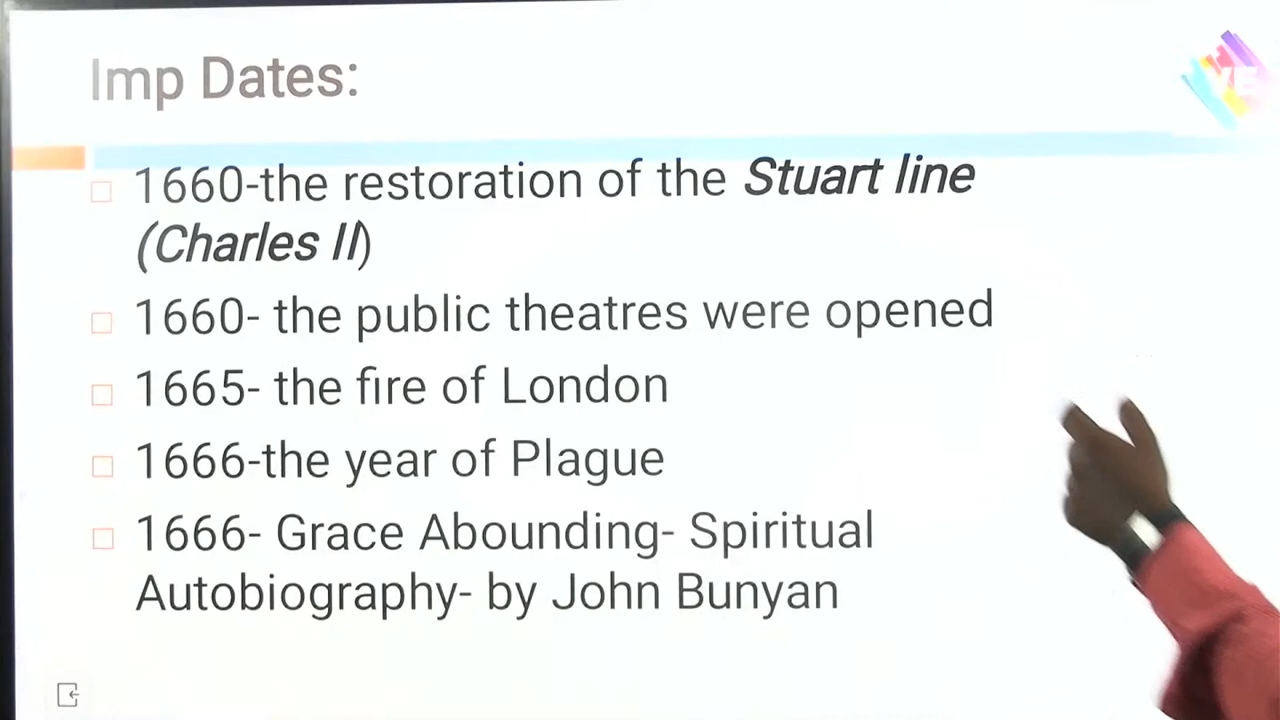 Imp Dates:
1660-the restoration of the Stuart line
(Charles II)
1660- the public theatres were opened
1665- the fire of London
1666-the year of Plague
1666- Grace Abounding- Spiritual
Autobiography- by John Bunyan